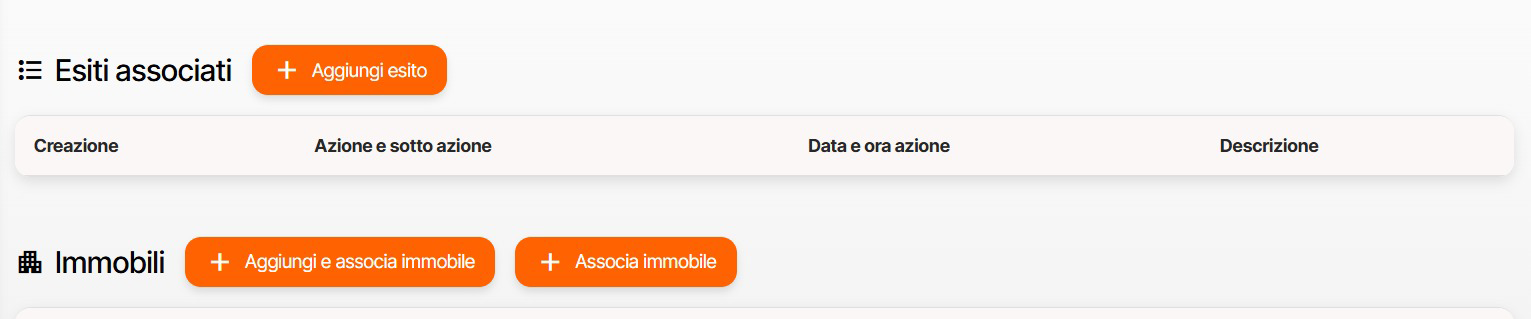 Esiti associati Aggiungi esito
Creazione Azione e sotto azione Data e ora azione Descrizione
Immobili Aggiungi e associa immobile Associa immobile